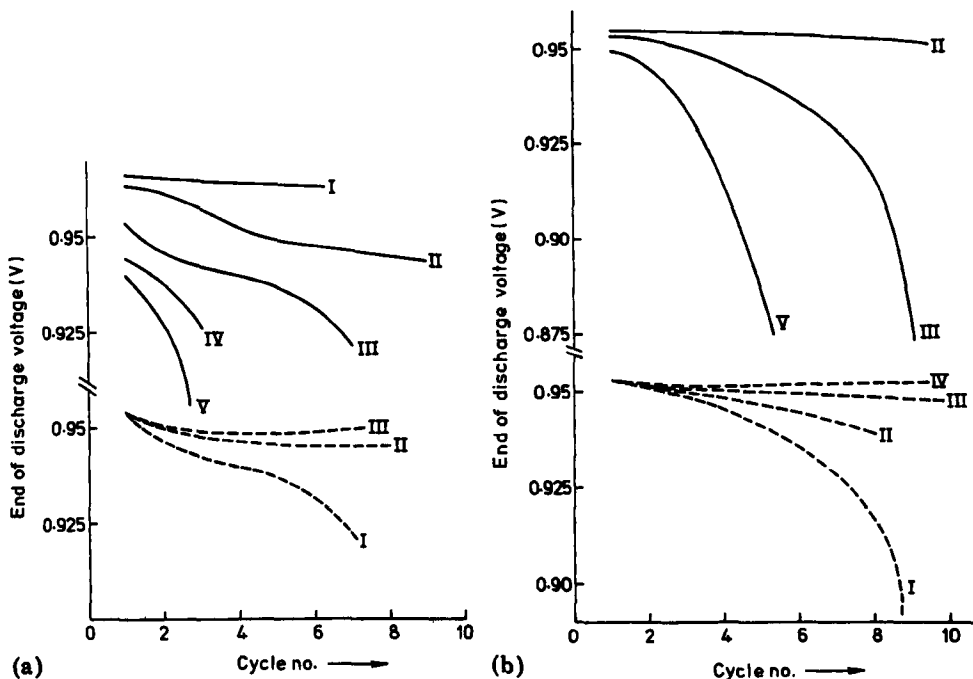 End of discharge voltage (V)
0.95
0.925
0.95
0.925
I
II
III
IV
V
III
II
I
0 2 4 6 8 10
(a) Cycle no.
End of discharge voltage (V)
0.95
0.925
0.90
0.875
0.95
0.925
0.90
II
V
III
IV
III
II
I
0 2 4 6 8 10
(b) Cycle no.